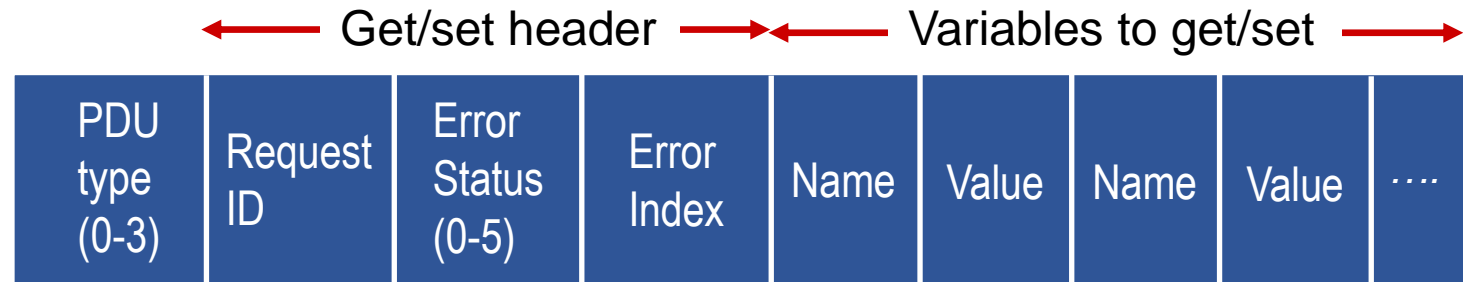 Get/set header
Variables to get/set
PDU
type
(0-3)
Request
ID
Error
Status
(0-5)
Error
Index
Name
Value
Name
Value
....